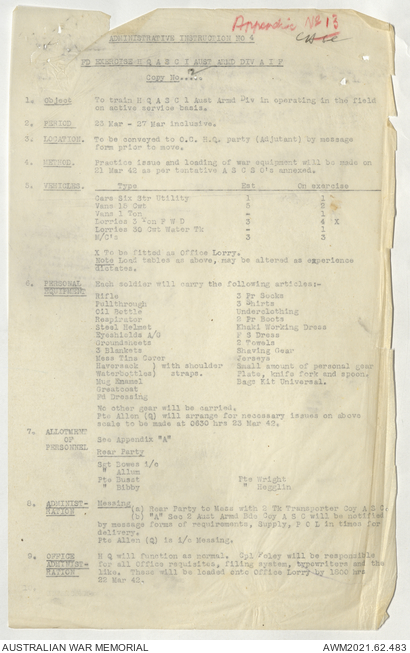 Appendix No 13
ADMINISTRATIVE INSTRUCTION NO 4
FD EXERCISE H Q A S C 1 AUST ARMD DIV A I F
Copy No.....
1. Object To train H Q A S C 1 Aust Armd Div in operating in the field
on active service basis.
2. PERIOD 23 Mar - 27 Mar inclusive.
3. LOCATION. To be conveyed to O.C. H.Q. party (Adjutant) by message
form prior to move.
4. METHOD. Practice issue and loading of war equipment will be made on
21 Mar 42 as per tentative A S C S O's annexed.
5. VEHICLES. Type Est On exercise
Cars Six Str Utility 1 1
Vans 12 Cwt 3 2
Vans 1 Ton - 1
Lorries 3 Ton F W D 3 4 X
Lorries 30 Cwt Water Tk - 1
M/C's 3 3
X To be fitted as Office Lorry.
Note Load tables as above, may be altered as experience
dictates.
6. PERSONAL EQUIPMENT Each soldier will carry the following articles:-
Rifle 3 Pr Socks
Pullthrough 2 Shirts
Oil Bottle Underclothing
Respirator 2 Pr Boots
Steel Helmet Khaki Working Dress
Eyeshields A/G F S Dress
Groundsheets 2 Towels
3 Blankets Shaving Gear
Mess Tins Cover Jerseys
Haversack ) with shoulder Small amount of personal gear
Waterbottles) straps. Plate, knife fork and spoon.
Mug Enamel Bags Kit Universal.
Greatcoat
Fd Dressing
No other gear will be carried.
Pte Allen (Q) will arrange for necessary issues on above
scale to be made at 0830 hrs 23 Mar 42.
7. ALLOTMENT OF PERSONNEL
See Appendix "A"
Rear Party
Sgt Bowes i/c
" Allum
Pte Pte Wright
" Bibby " Hegglin
8. ADMINIST-RATION Messing
(a) Rear Party to Mess with 2 TH Transporter Coy A S C.
(b) "A" Sec 2 Aust Armd Bde Coy A S C will be notified
by message forms of requirements, Supply, P O L in times for
delivery.
Pte Allen (Q) is i/c Messing.
9. OFFICE ADMINIST-RATION H Q will function as normal. Cpl will be responsible
for all Office requisites, filing system, typewriters and the
like. These will be loaded onto Office Lorry by 1800 hrs
22 Mar 42.
AUSTRALIAN WAR MEMORIAL
AWM2021.62.483